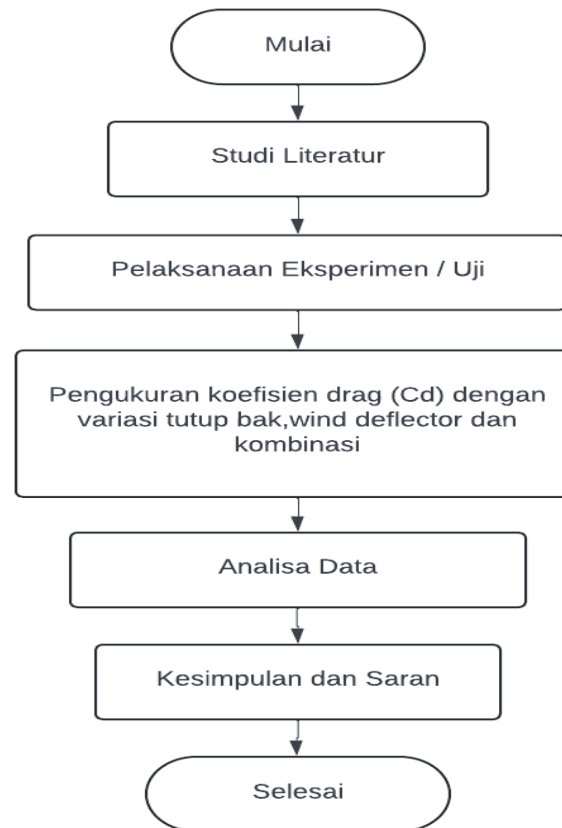 Mulai
Studi Literatur
Pelaksanaan Eksperimen / Uji
Pengukuran koefisien drag (Cd) dengan
variasi tutup bak,wind deflector dan
kombinasi
Analisa Data
Kesimpulan dan Saran
Selesai